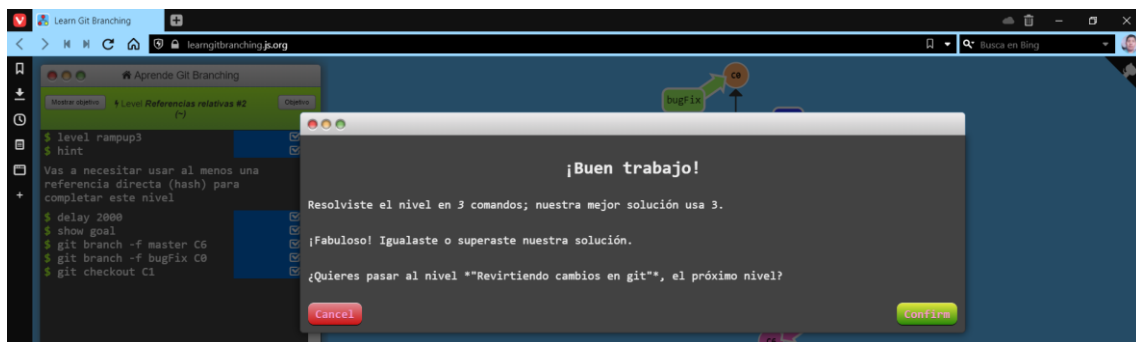 Learn Git Branching
learngitbranching.js.org
Busca en Bing
Aprende Git Branching
Mostrar objetivo
Level Referencias relativas #2 (~)
Objetivo
$ level rampup3
$ hint
Vas a necesitar usar al menos una
referencia directa (hash) para
completar este nivel
$ delay 2000
$ show goal
$ git branch -f master C6
$ git branch -f bugFix C0
$ git checkout C1
C0
bugFix
¡Buen trabajo!
Resolviste el nivel en 3 comandos; nuestra mejor solución usa 3.
¡Fabuloso! Igualaste o superaste nuestra solución.
¿Quieres pasar al nivel *"Revirtiendo cambios en git"*, el próximo nivel?
Cancel
Confirm
C6